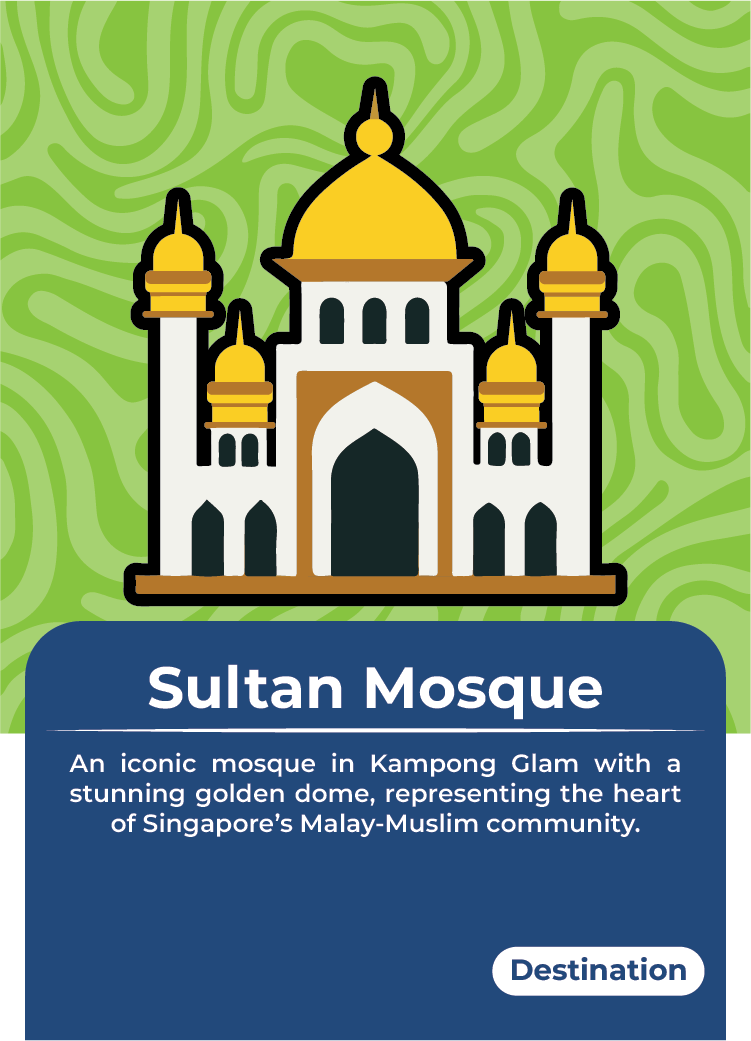 Sultan Mosque
An iconic mosque in Kampong Glam with a
stunning golden dome, representing the heart
of Singapore’s Malay-Muslim community.
Destination